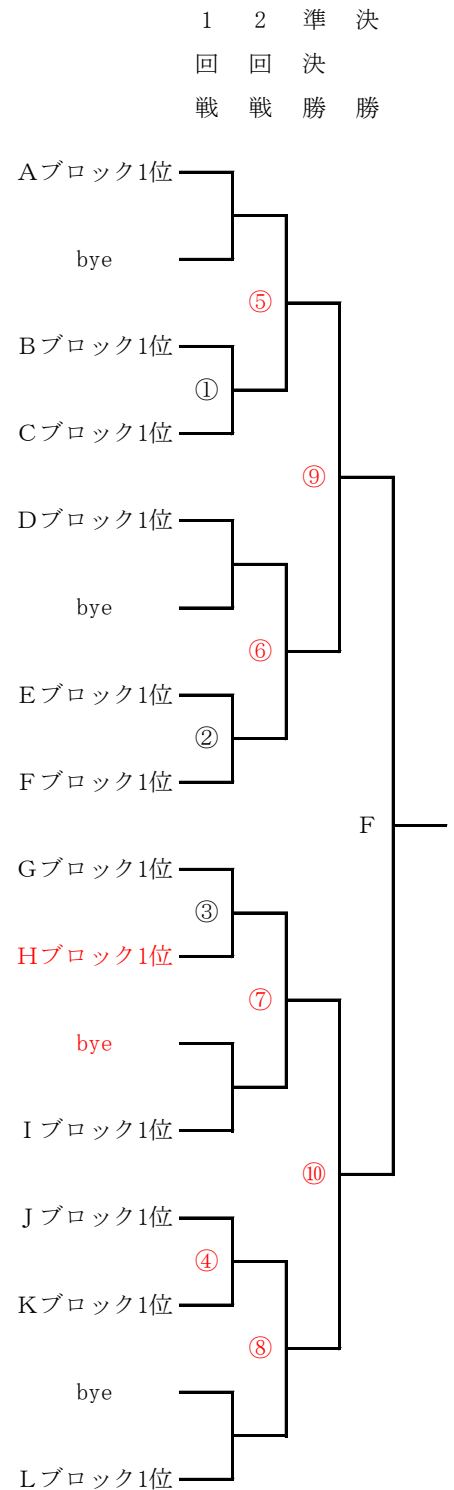 1回戦
2回戦
準決勝
決勝
Aブロック1位
bye
⑤
Bブロック1位
①
Cブロック1位
⑨
Dブロック1位
bye
⑥
Eブロック1位
②
Fブロック1位
F
Gブロック1位
③
Hブロック1位
⑦
bye
Iブロック1位
⑩
Jブロック1位
④
Kブロック1位
⑧
bye
Lブロック1位